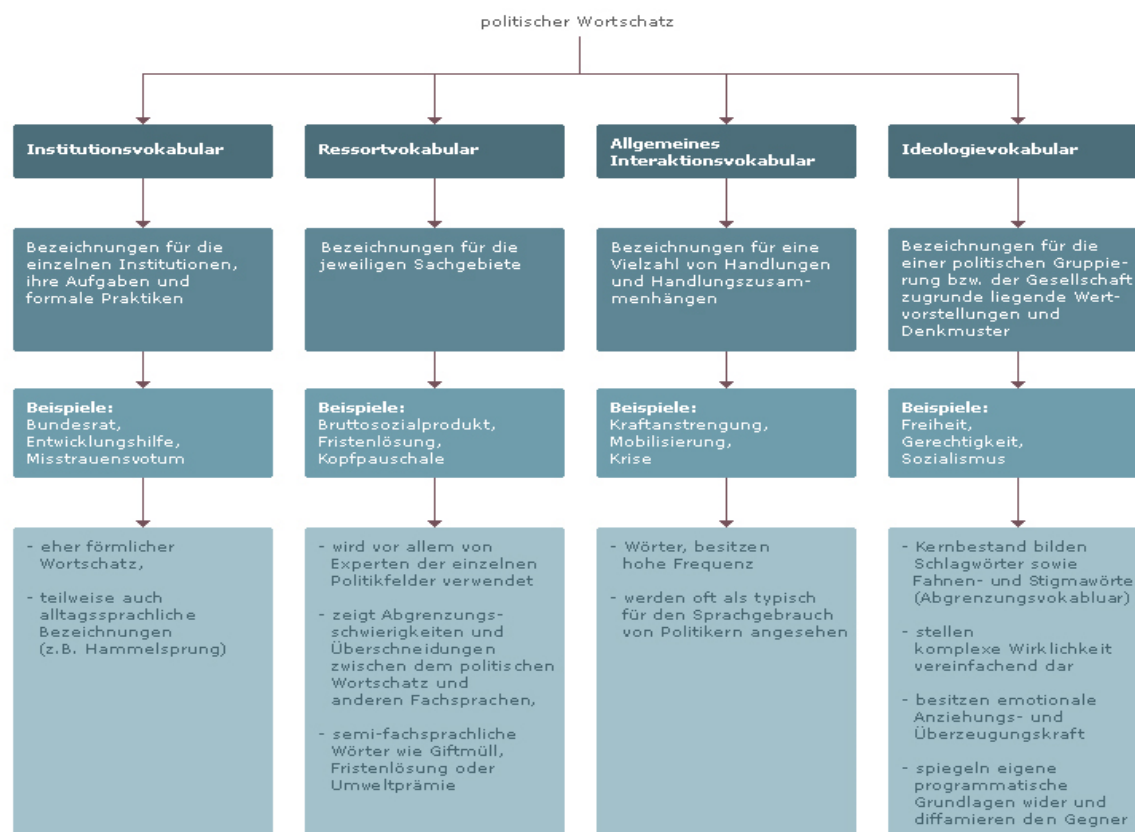 politischer Wortschatz
Institutionsvokabular
Bezeichnungen für die
einzelnen Institutionen,
ihre Aufgaben und
formale Praktiken
Beispiele:
Bundesrat,
Entwicklungshilfe,
Misstrauensvotum
- eher förmlicher
Wortschatz,
- teilweise auch
alltagssprachliche
Bezeichnungen
(z.B. Hammelsprung)
Ressortvokabular
Bezeichnungen für die
jeweiligen Sachgebiete
Beispiele:
Bruttosozialprodukt,
Fristenlösung,
Kopfpauschale
- wird vor allem von
Experten der einzelnen
Politikfelder verwendet
- zeigt Abgrenzungs-
schwierigkeiten und
Überschneidungen
zwischen dem politischen
Wortschatz und
anderen Fachsprachen,
- semi-fachsprachliche
Wörter wie Giftmüll,
Fristenlösung oder
Umweltprämie
Allgemeines
Interaktionsvokabular
Bezeichnungen für eine
Vielzahl von Handlungen
und Handlungszusam-
menhängen
Beispiele:
Kraftanstrengung,
Mobilisierung,
Krise
- Wörter, besitzen
hohe Frequenz
- werden oft als typisch
für den Sprachgebrauch
von Politikern angesehen
Ideologievokabular
Bezeichnungen für die
einer politischen Gruppie-
rung bzw. der Gesellschaft
zugrunde liegende Wert-
vorstellungen und
Denkmuster
Beispiele:
Freiheit,
Gerechtigkeit,
Sozialismus
- Kernbestand bilden
Schlagwörter sowie
Fahnen- und Stigmawörte
(Abgrenzungsvokabluar)
- stellen
komplexe Wirklichkeit
vereinfachend dar
- besitzen emotionale
Anziehungs- und
Überzeugungskraft
- spiegeln eigene
programmatische
Grundlagen wider und
diffamieren den Gegner